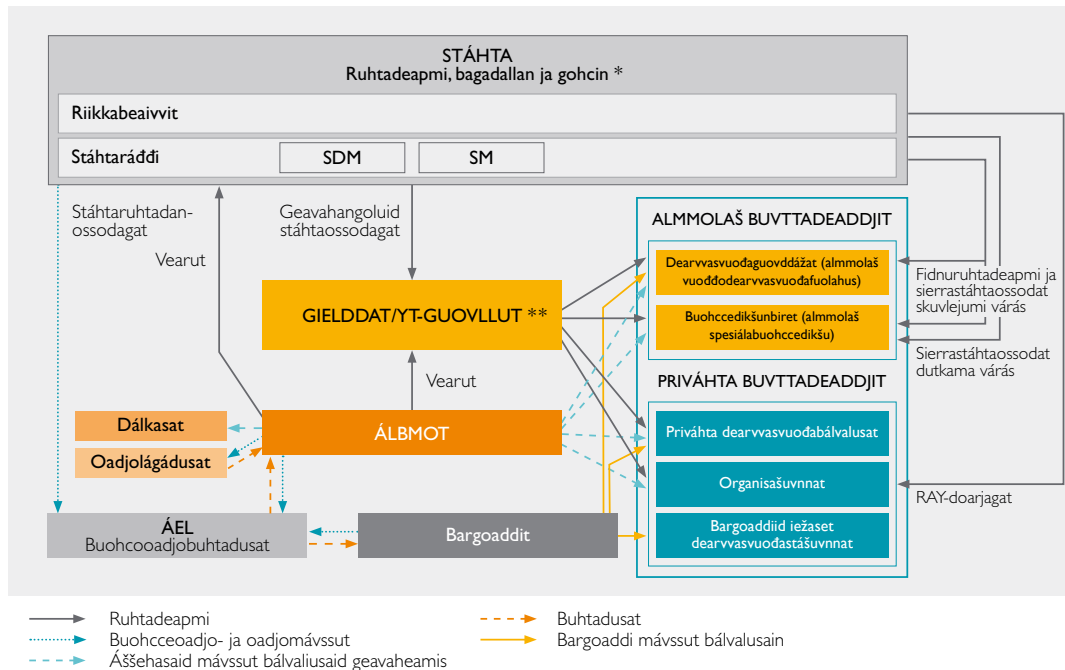 STÁHTA
Ruhtadeapmi, bagadallan ja gohcin *
Riikkabeaivvit
Stáhtaráđđi
SDM
SM
Stáhtaruhtadan-
ossodagat
Vearut
Geavahangoluid
stáhtaossodagat
ALMMOLAŠ BUVTTADEADDJIT
Dearvvasvuođaguovddážat (almmolaš
vuođđodearvvasvuođafuolahus)
Buohccedikšunbiret (almmolaš
spesiálabuohccedikšu)
Fidnuruhtadeapmi ja
sierrastáhtaossodat
skuvlejumi várás
Sierrastáhtaossodat
dutkama várás
GIELDDAT/YT-GUOVLLUT **
Vearut
PRIVÁHTA BUVTTADEADDJIT
Dálkasat
Oadjolágádusat
ÁLBMOT
Priváhta dearvvasvuođabálvalusat
Organisašuvnnat
RAY-doarjagat
ÁEL
Buohcooadjobuhtadusat
Bargoaddit
Bargoaddiid iežaset
dearvvasvuođastášuvnnat
Ruhtadeapmi
Buohcceoadjo- ja oadjomávssut
Áššehasaid mávssut bálvaliusaid geavaheamis
Buhtadusat
Bargoaddi mávssut bálvalusain